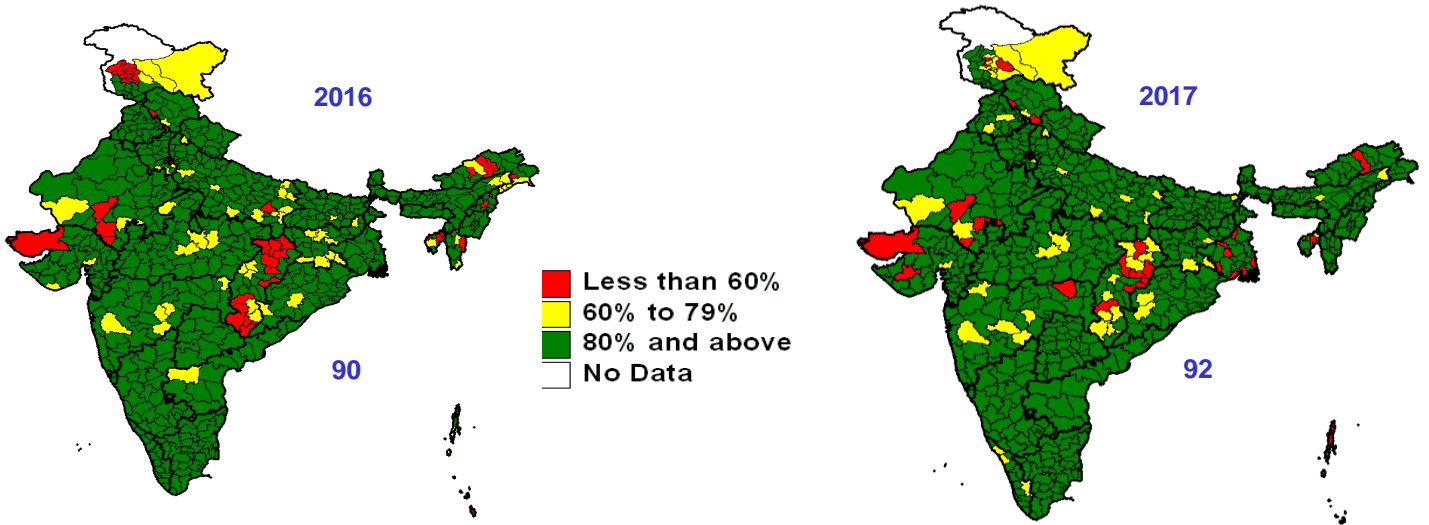 2016
2017
Less than 60%
60% to 79%
80% and above
No Data
90
92